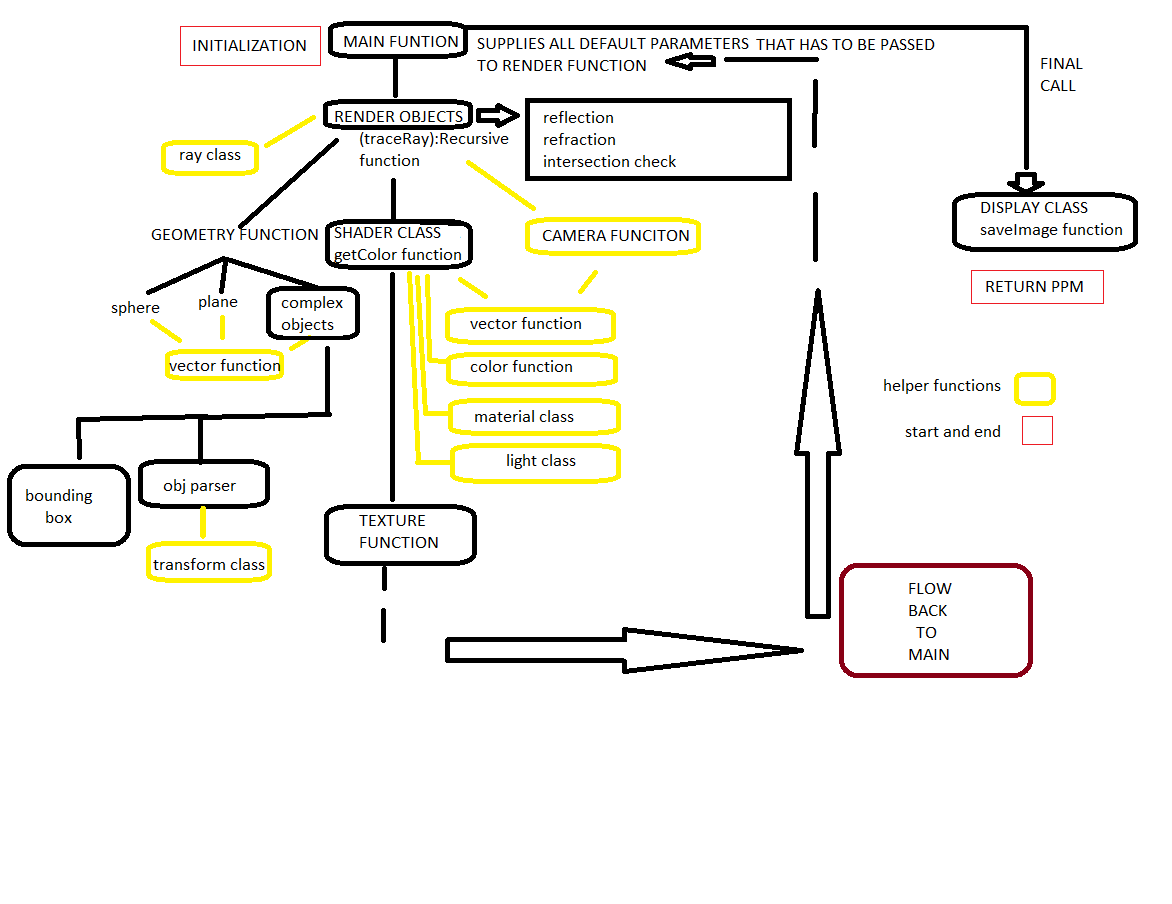 INITIALIZATION
MAIN FUNTION
SUPPLIES ALL DEFAULT PARAMETERS THAT HAS TO BE PASSED
TO RENDER FUNCTION
FINAL
CALL
RENDER OBJECTS
(traceRay):Recursive
function
reflection
refraction
intersection check
ray class
GEOMETRY FUNCTION
SHADER CLASS
getColor function
CAMERA FUNCITON
DISPLAY CLASS
saveImage function
RETURN PPM
sphere
plane
complex
objects
vector function
vector function
color function
material class
light class
helper functions
start and end
bounding
box
obj parser
transform class
TEXTURE
FUNCTION
FLOW
BACK
TO
MAIN